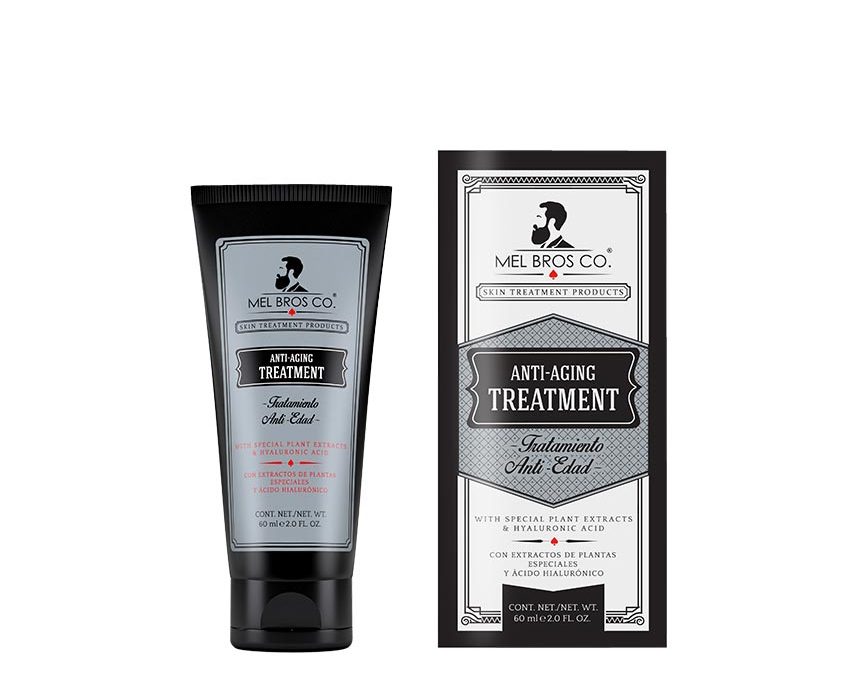 MEL BROS CO.®
SKIN TREATMENT PRODUCTS
ANTI-AGING
TREATMENT
-Tratamiento
Anti-Edad-
WITH SPECIAL PLANT EXTRACTS
& HYALURONIC ACID
CON EXTRACTOS DE PLANTAS
ESPECIALES
Y ÁCIDO HIALURÓNICO
CONT. NET./NET. WT.
60 ml e 2.0 FL. OZ.
MEL BROS CO.®
SKIN TREATMENT PRODUCTS
ANTI-AGING
TREATMENT
-Tratamiento
Anti-Edad-
WITH SPECIAL PLANT EXTRACTS
& HYALURONIC ACID
CON EXTRACTOS DE PLANTAS
ESPECIALES
Y ÁCIDO HIALURÓNICO
CONT. NET./NET. WT.
60 ml e 2.0 FL. OZ.